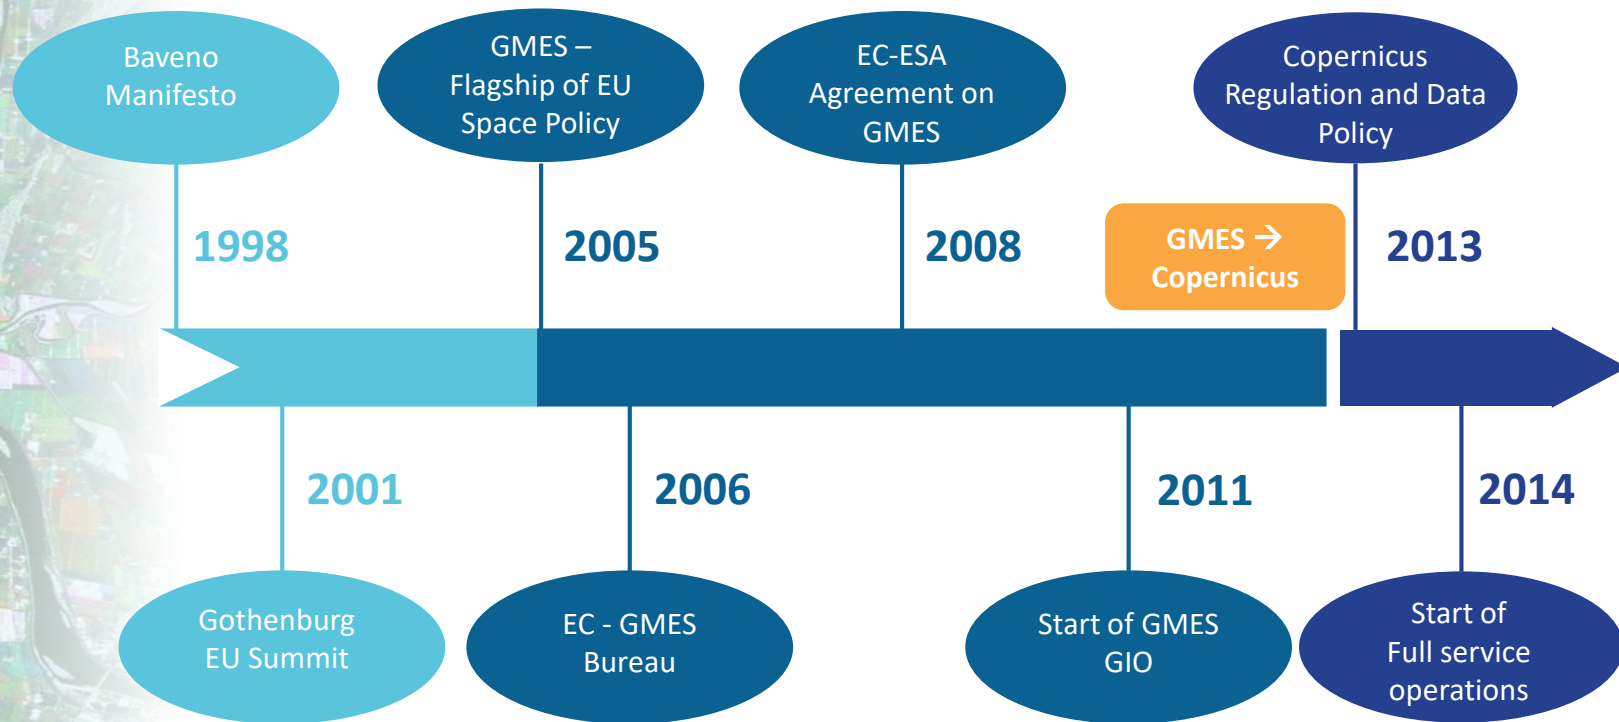 Baveno
Manifesto
GMES –
Flagship of EU
Space Policy
EC-ESA
Agreement on
GMES
Copernicus
Regulation and Data
Policy
1998
2005
2008
GMES →
Copernicus
2013
2001
2006
2011
2014
Gothenburg
EU Summit
EC - GMES
Bureau
Start of GMES
GIO
Start of
Full service
operations